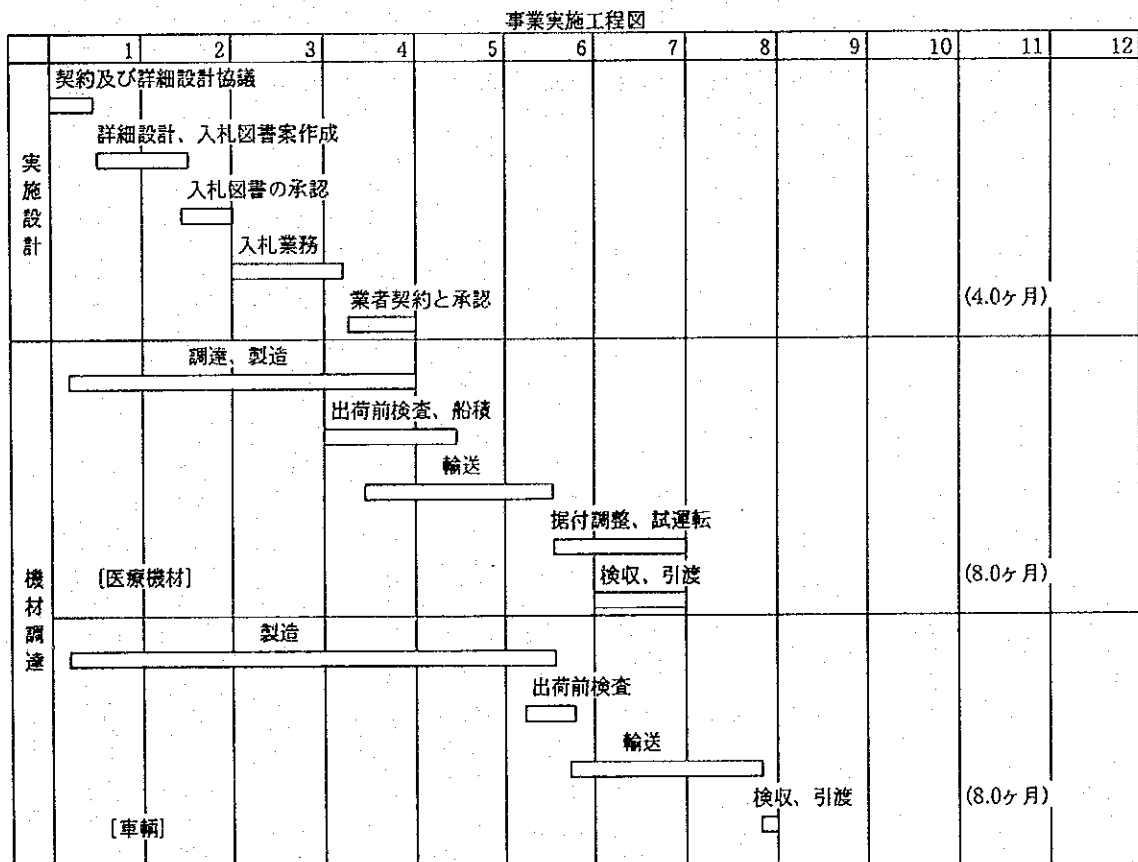 事業実施工程図
1 2 3 4 5 6 7 8 9 10 11 12
実施設計
契約及び詳細設計協議
詳細設計、入札図書案作成
入札図書の承認
入札業務
業者契約と承認
(4.0ヶ月)
機材調達
調達、製造
出荷前検査、船積
輸送
据付調整、試運転
[医療機材]
検収、引渡
(8.0ヶ月)
製造
出荷前検査
輸送
検収、引渡
(8.0ヶ月)
[車輌]